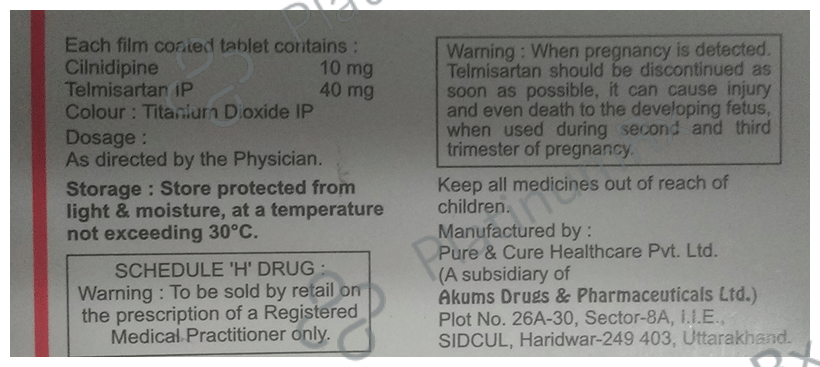 Each film coated tablet contains :
Cilnidipine 10 mg
Telmisartan IP 40 mg
Colour : Titanium Dioxide IP
Dosage :
As directed by the Physician.
Storage : Store protected from
light & moisture, at a temperature
not exceeding 30°C.
SCHEDULE 'H' DRUG :
Warning : To be sold by retail on
the prescription of a Registered
Medical Practitioner only.
Warning : When pregnancy is detected.
Telmisartan should be discontinued as
soon as possible, it can cause injury
and even death to the developing fetus,
when used during second and third
trimester of pregnancy.
Keep all medicines out of reach of
children.
Manufactured by :
Pure & Cure Healthcare Pvt. Ltd.
(A subsidiary of
Akums Drugs & Pharmaceuticals Ltd.)
Plot No. 26A-30, Sector-8A, I.I.E.,
SIDCUL, Haridwar-249 403, Uttarakhand.